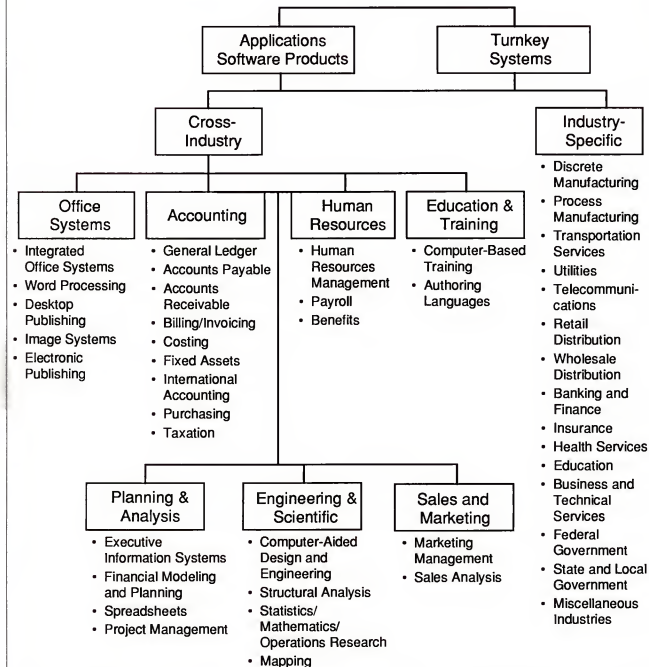 Applications
Software Products
Turnkey
Systems
Cross-
Industry
Industry-
Specific
• Discrete
Manufacturing
• Process
Manufacturing
• Transportation
Services
• Utilities
• Telecommuni-
cations
• Retail
Distribution
• Wholesale
Distribution
• Banking and
Finance
• Insurance
• Health Services
• Education
• Business and
Technical
Services
• Federal
Government
• State and Local
Government
• Miscellaneous
Industries
Office
Systems
• Integrated
Office Systems
• Word Processing
• Desktop
Publishing
• Image Systems
• Electronic
Publishing
Accounting
• General Ledger
• Accounts Payable
• Accounts
Receivable
• Billing/Invoicing
• Costing
• Fixed Assets
• International
Accounting
• Purchasing
• Taxation
Human
Resources
• Human
Resources
Management
• Payroll
• Benefits
Education &
Training
• Computer-Based
Training
• Authoring
Languages
Planning &
Analysis
• Executive
Information Systems
• Financial Modeling
and Planning
• Spreadsheets
• Project Management
Engineering &
Scientific
• Computer-Aided
Design and
Engineering
• Structural Analysis
• Statistics/
Mathematics/
Operations Research
• Mapping
Sales and
Marketing
• Marketing
Management
• Sales Analysis